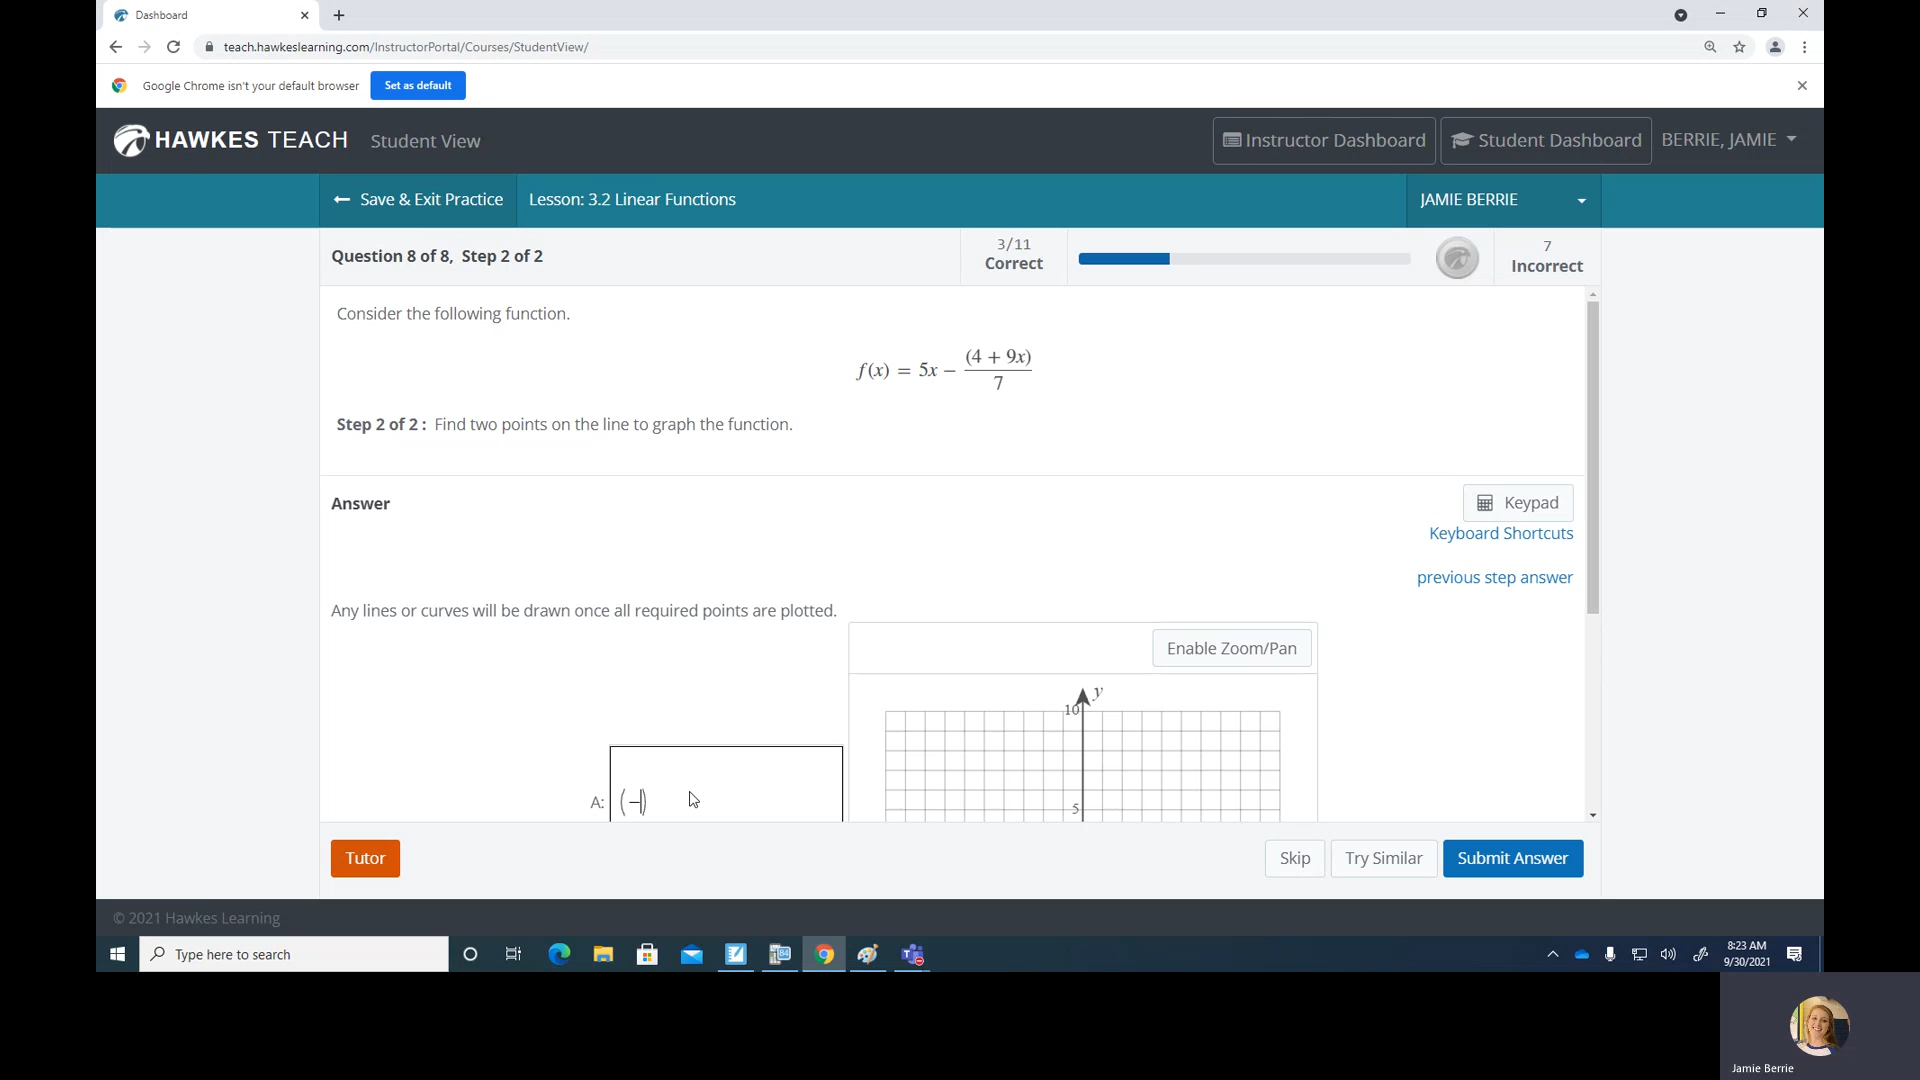 Dashboard
teach.hawkeslearning.com/InstructorPortal/Courses/StudentView/
Google Chrome isn't your default browser Set as default
HAWKES TEACH Student View Instructor Dashboard Student Dashboard BERRIE, JAMIE
Save & Exit Practice Lesson: 3.2 Linear Functions JAMIE BERRIE
Question 8 of 8, Step 2 of 2 3/11 Correct 7 Incorrect
Consider the following function.
f(x) = 5x − (4 + 9x)/7
Step 2 of 2 : Find two points on the line to graph the function.
Answer Keypad
Keyboard Shortcuts
previous step answer
Any lines or curves will be drawn once all required points are plotted.
Enable Zoom/Pan
y
10
A: (−) 5
Tutor Skip Try Similar Submit Answer
© 2021 Hawkes Learning
Type here to search 8:23 AM
9/30/2021
Jamie Berrie